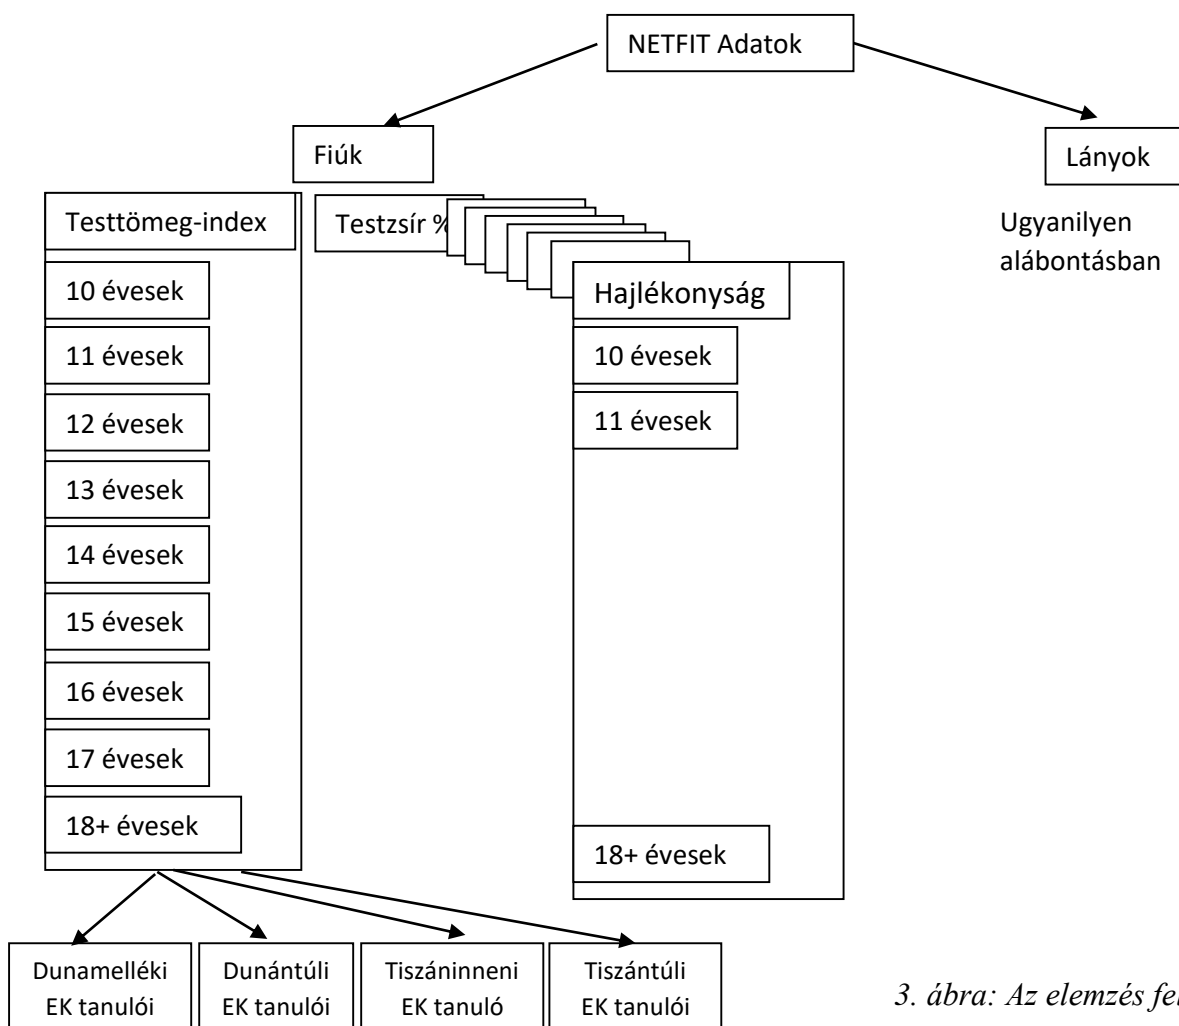 NETFIT Adatok
Fiúk
Lányok
Ugyanilyen
alábontásban
Testtömeg-index
10 évesek
11 évesek
12 évesek
13 évesek
14 évesek
15 évesek
16 évesek
17 évesek
18+ évesek
Testzsír %
Hajlékonyság
10 évesek
11 évesek
18+ évesek
Dunamelléki
EK tanulói
Dunántúli
EK tanulói
Tiszáninneni
EK tanuló
Tiszántúli
EK tanulói
3. ábra: Az elemzés